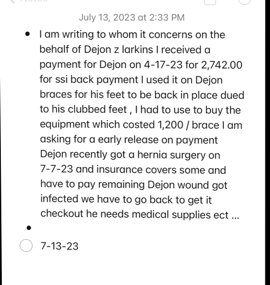 July 13, 2023 at 2:33 PM
I am writing to whom it concerns on the
behalf of Dejon z larkins I received a
payment for Dejon on 4-17-23 for 2,742.00
for ssi back payment I used it on Dejon
braces for his feet to be back in place dued
to his clubbed feet , I had to use to buy the
equipment which costed 1,200 / brace I am
asking for a early release on payment
Dejon recently got a hernia surgery on
7-7-23 and insurance covers some and
have to pay remaining Dejon wound got
infected we have to go back to get it
checkout he needs medical supplies ect ...
7-13-23